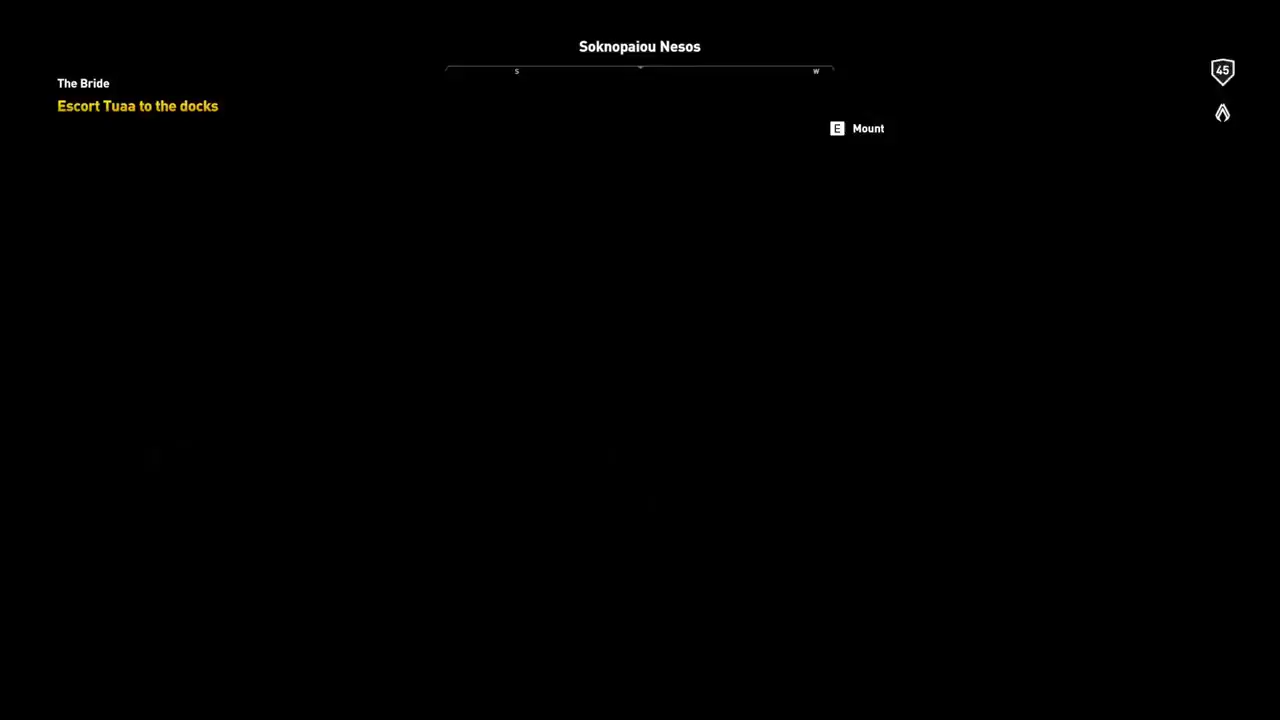 Soknopaiou Nesos
S
W
The Bride
Escort Tuaa to the docks
45
E Mount